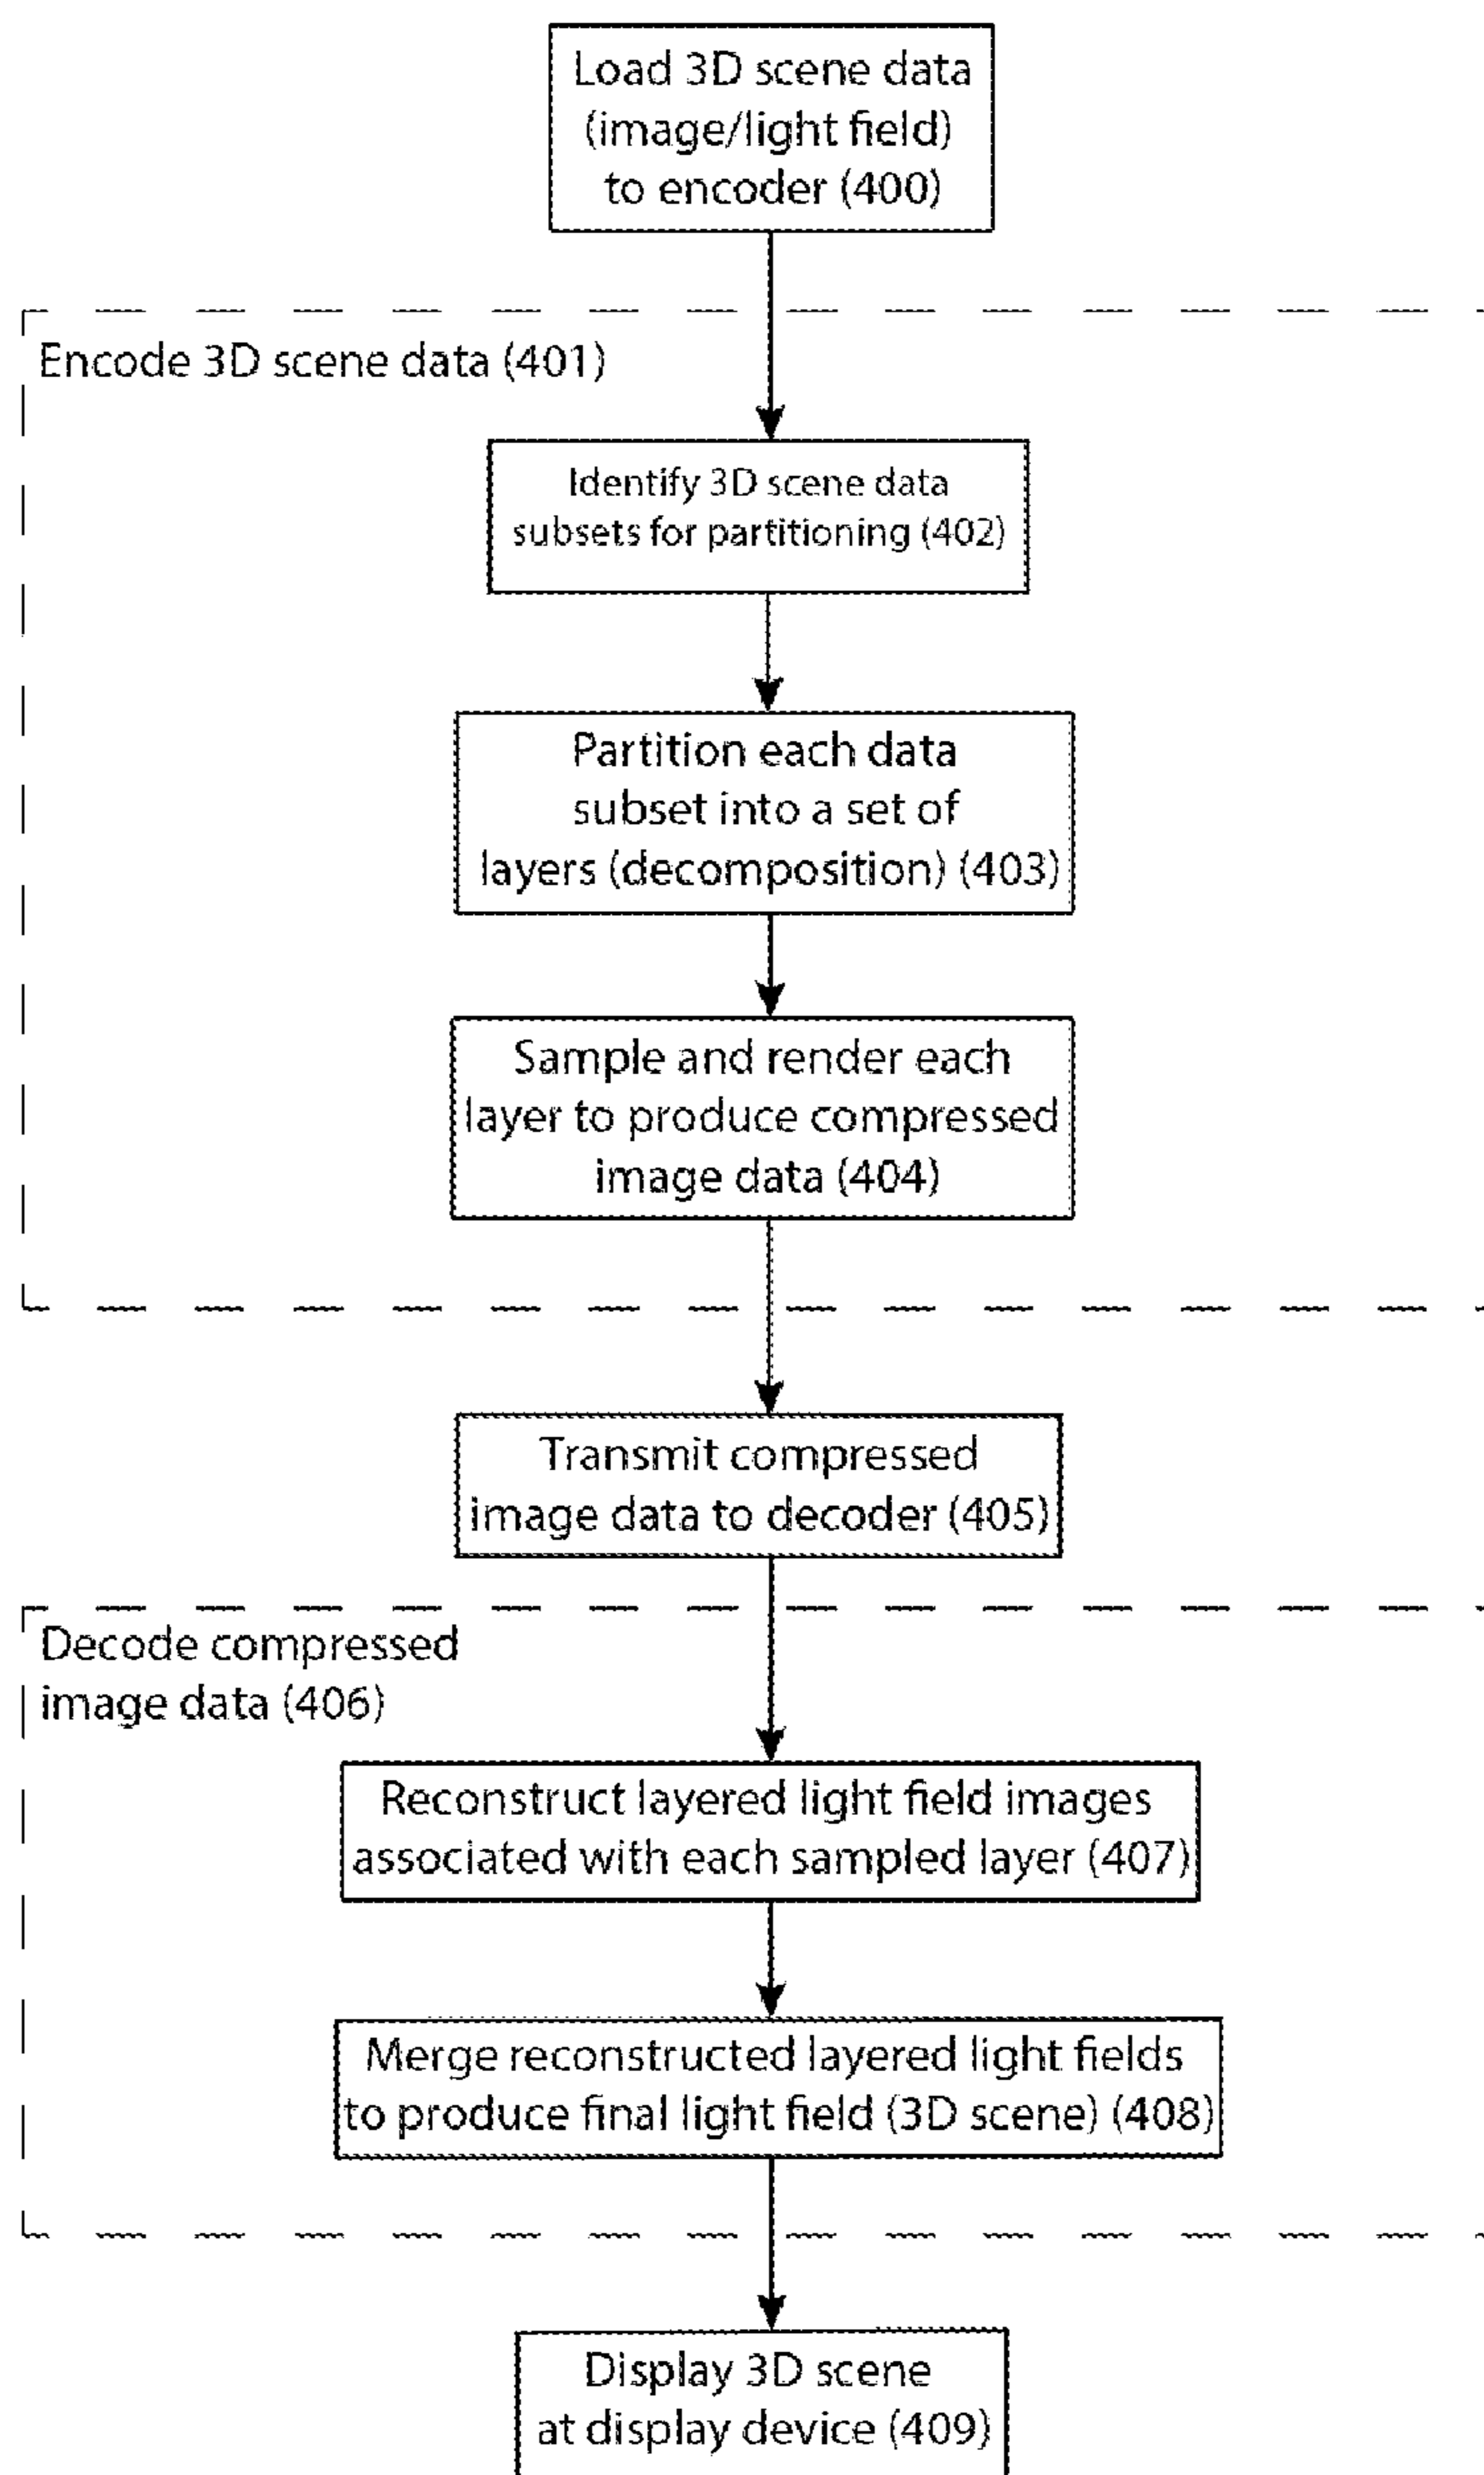 Load 3D scene data
(image/light field)
to encoder (400)
Encode 3D scene data (401)
Identify 3D scene data
subsets for partitioning (402)
Partition each data
subset into a set of
layers (decomposition) (403)
Sample and render each
layer to produce compressed
image data (404)
Transmit compressed
image data to decoder (405)
Decode compressed
image data (406)
Reconstruct layered light field images
associated with each sampled layer (407)
Merge reconstructed layered light fields
to produce final light field (3D scene) (408)
Display 3D scene
at display device (409)